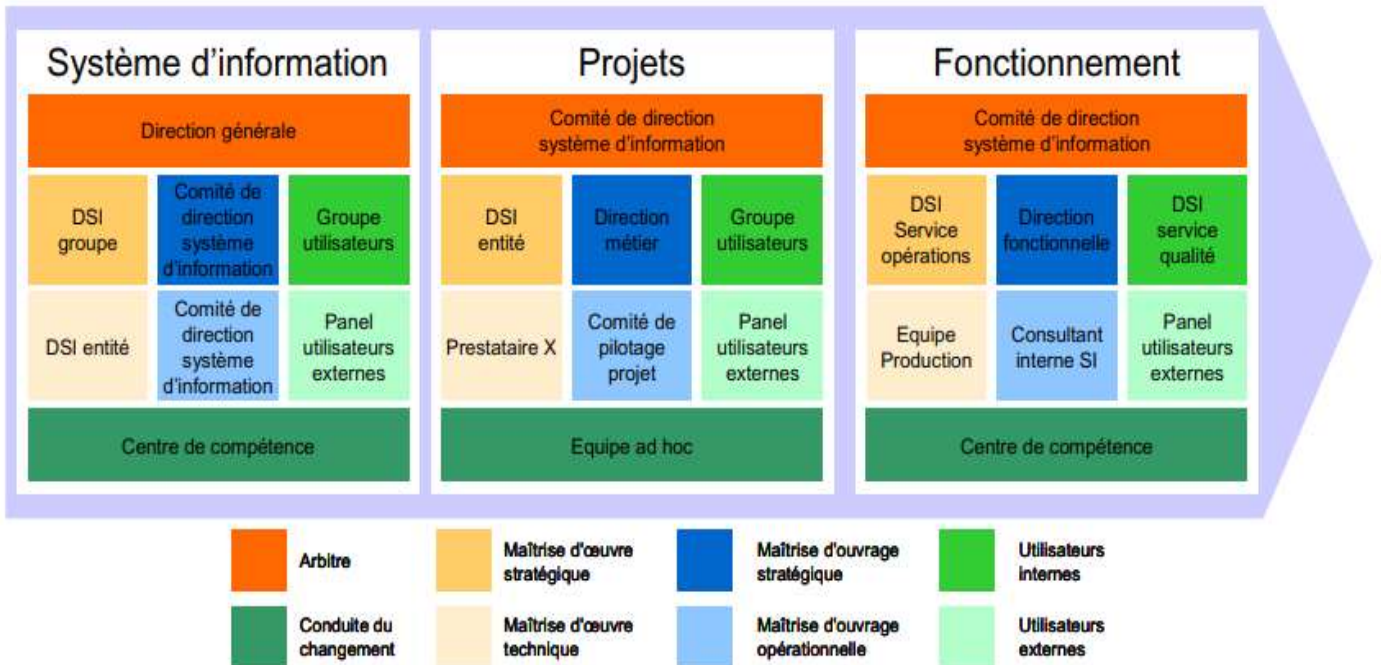 Système d'information
Direction générale
DSI
groupe
Comité de
direction
système
d'information
Groupe
utilisateurs
DSI entité
Comité de
direction
système
d'information
Panel
utilisateurs
externes
Centre de compétence
Projets
Comité de direction
système d'information
DSI
entité
Direction
métier
Groupe
utilisateurs
Prestataire X
Comité de
pilotage
projet
Panel
utilisateurs
externes
Equipe ad hoc
Fonctionnement
Comité de direction
système d'information
DSI
Service
opérations
Direction
fonctionnelle
DSI
service
qualité
Equipe
Production
Consultant
interne SI
Panel
utilisateurs
externes
Centre de compétence
Arbitre
Maîtrise d'œuvre
stratégique
Maîtrise d'ouvrage
stratégique
Utilisateurs
internes
Conduite du
changement
Maîtrise d'œuvre
technique
Maîtrise d'ouvrage
opérationnelle
Utilisateurs
externes